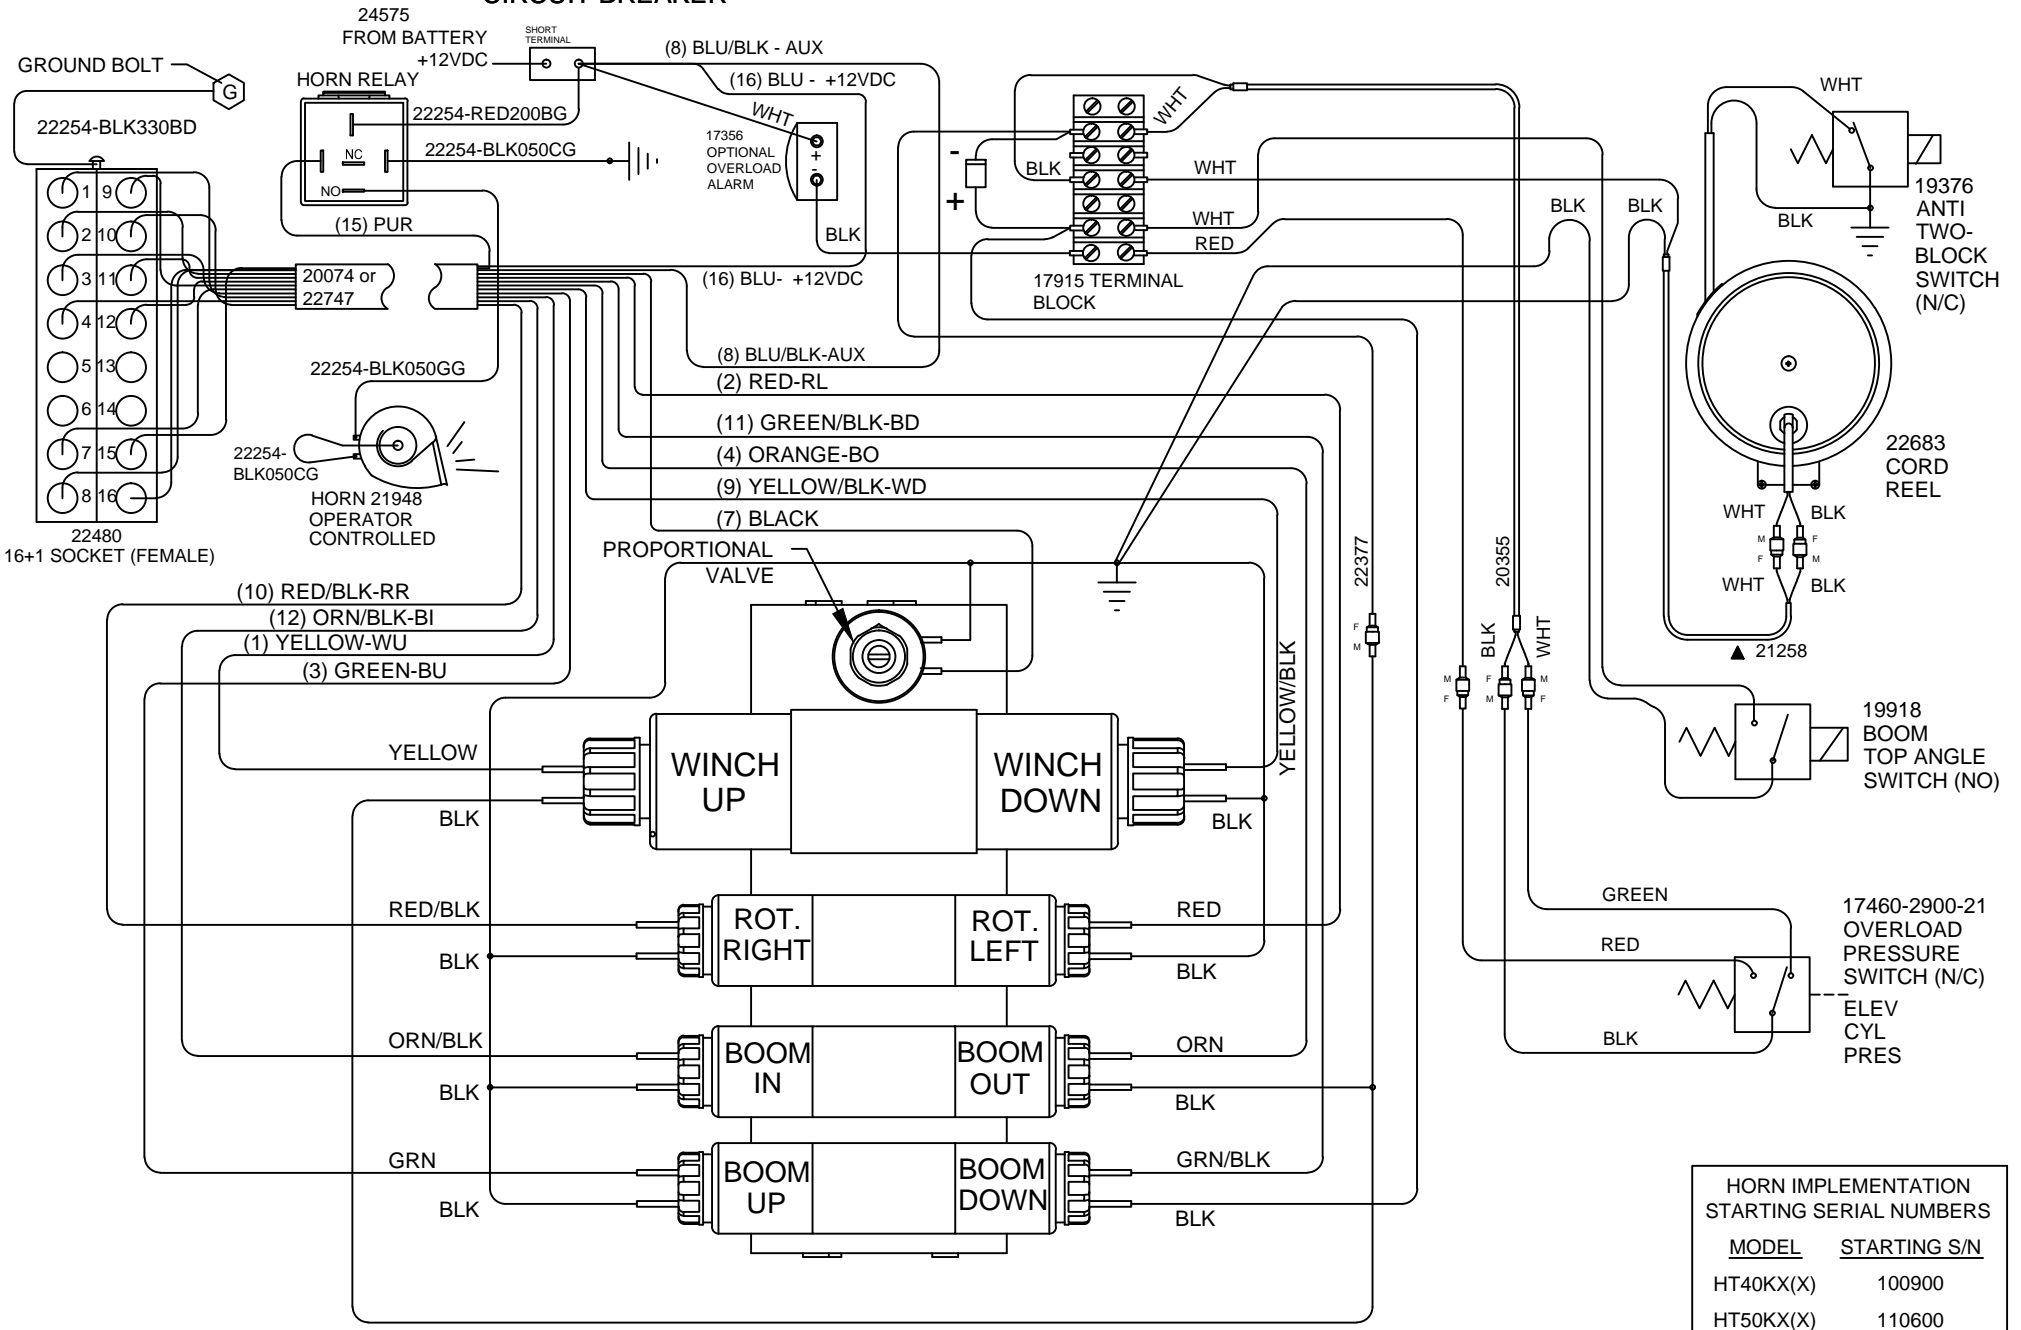 CIRCUIT BREAKER
24575
FROM BATTERY
+12VDC
SHORT
TERMINAL
(8) BLU/BLK - AUX
(16) BLU - +12VDC
GROUND BOLT
G
HORN RELAY
22254-RED200BG
22254-BLK330BD
NC
NO
22254-BLK050CG
WHT
17356
OPTIONAL
OVERLOAD
ALARM
+
-
BLK
(15) PUR
(16) BLU- +12VDC
1 9
2 10
3 11
4 12
5 13
6 14
7 15
8 16
22480
16+1 SOCKET (FEMALE)
20074 or
22747
22254-BLK050GG
22254-
BLK050CG
HORN 21948
OPERATOR
CONTROLLED
-
+
WHT
BLK
WHT
WHT
RED
17915 TERMINAL
BLOCK
BLK
BLK
WHT
BLK
19376
ANTI
TWO-
BLOCK
SWITCH
(N/C)
22683
CORD
REEL
WHT
BLK
M
F
F
M
WHT
BLK
▲ 21258
(8) BLU/BLK-AUX
(2) RED-RL
(11) GREEN/BLK-BD
(4) ORANGE-BO
(9) YELLOW/BLK-WD
(7) BLACK
PROPORTIONAL
VALVE
(10) RED/BLK-RR
(12) ORN/BLK-BI
(1) YELLOW-WU
(3) GREEN-BU
22377
F
M
20355
BLK
WHT
M
F
F
M
M
F
YELLOW/BLK
19918
BOOM
TOP ANGLE
SWITCH (NO)
YELLOW
BLK
WINCH
UP
WINCH
DOWN
BLK
RED/BLK
BLK
ROT.
RIGHT
ROT.
LEFT
RED
BLK
ORN/BLK
BLK
BOOM
IN
BOOM
OUT
ORN
BLK
GRN
BLK
BOOM
UP
BOOM
DOWN
GRN/BLK
BLK
GREEN
RED
BLK
17460-2900-21
OVERLOAD
PRESSURE
SWITCH (N/C)
ELEV
CYL
PRES
HORN IMPLEMENTATION
STARTING SERIAL NUMBERS
MODEL STARTING S/N
HT40KX(X) 100900
HT50KX(X) 110600